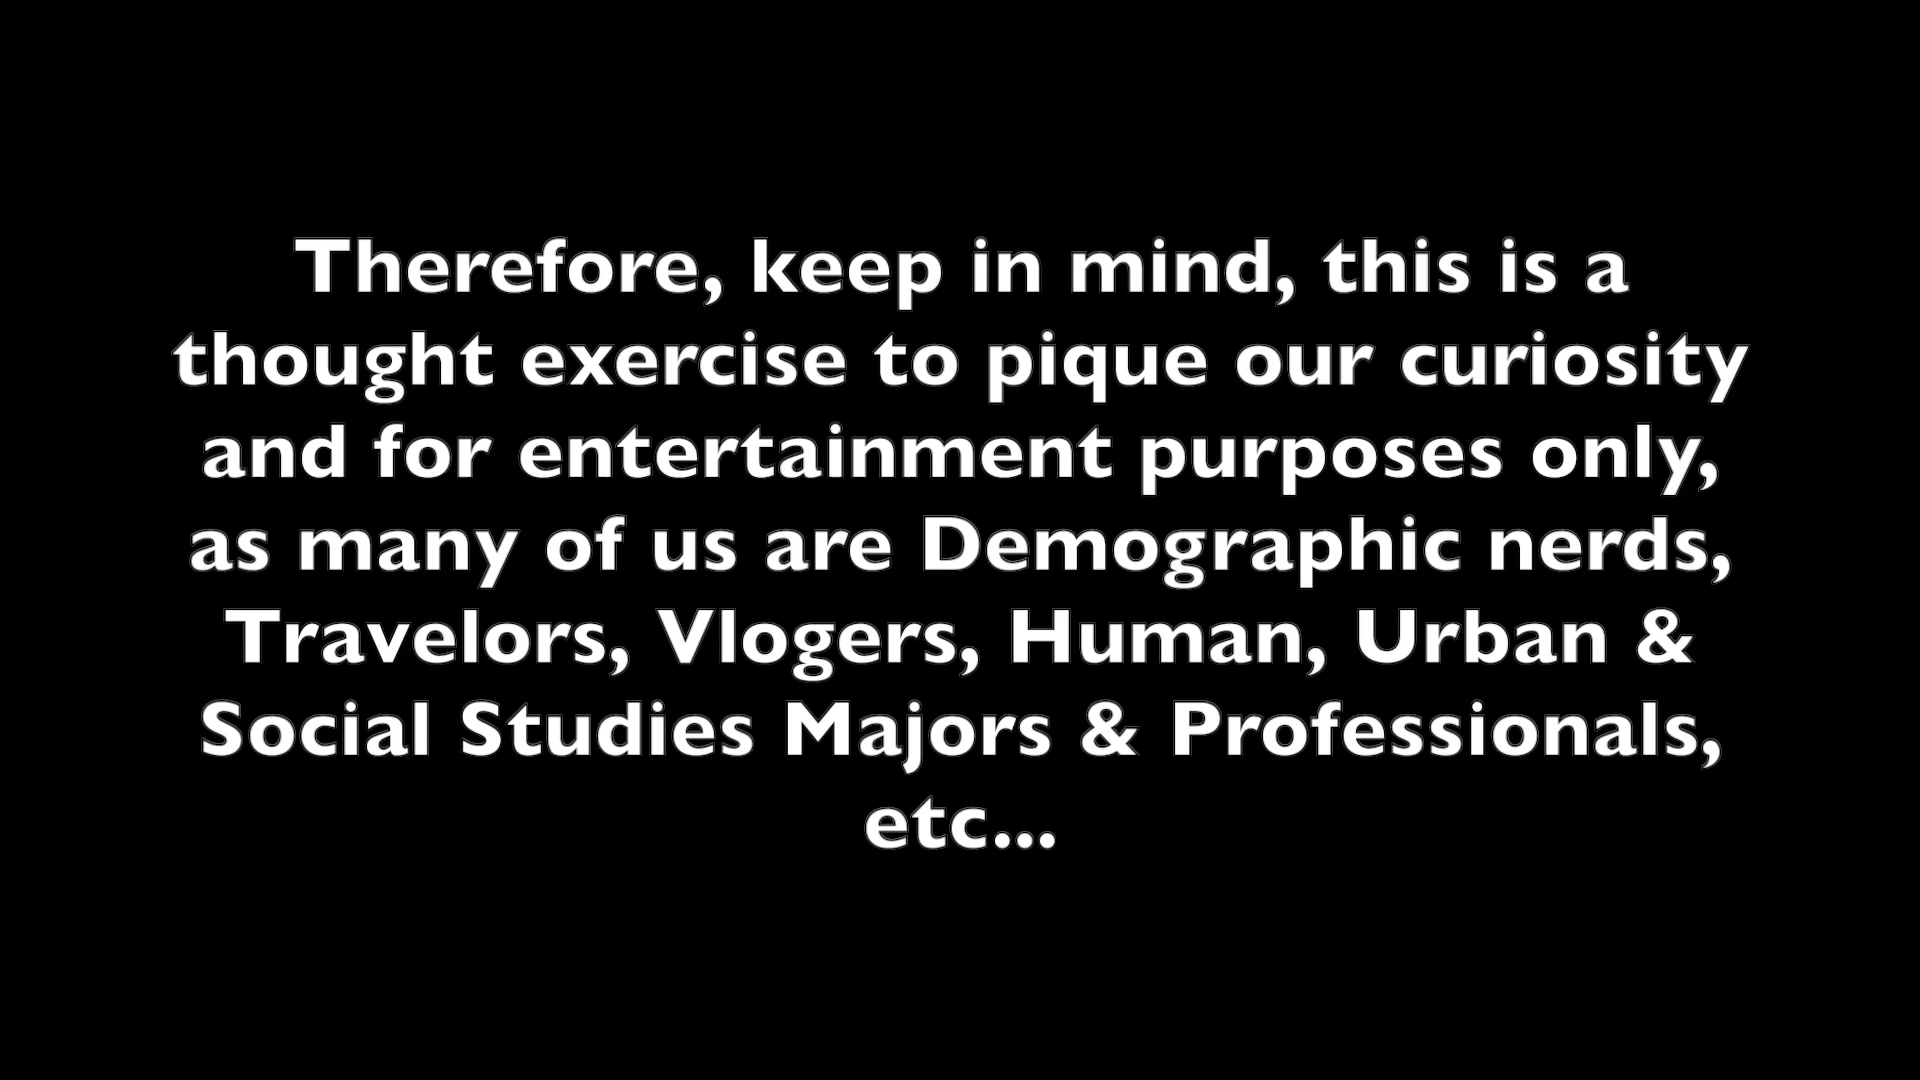 Therefore, keep in mind, this is a
thought exercise to pique our curiosity
and for entertainment purposes only,
as many of us are Demographic nerds,
Travelors, Vlogers, Human, Urban &
Social Studies Majors & Professionals,
etc...